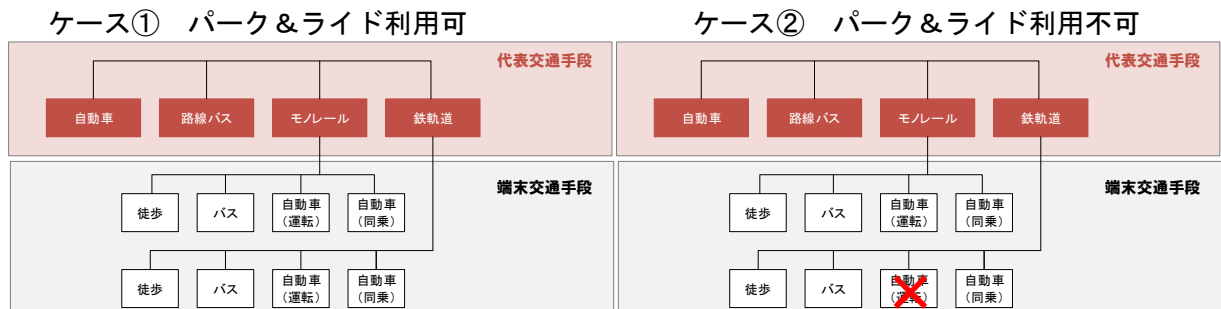 ケース① パーク＆ライド利用可
代表交通手段
自動車
路線バス
モノレール
鉄軌道
端末交通手段
徒歩
バス
自動車
（運転）
自動車
（同乗）
徒歩
バス
自動車
（運転）
自動車
（同乗）
ケース② パーク＆ライド利用不可
代表交通手段
自動車
路線バス
モノレール
鉄軌道
端末交通手段
徒歩
バス
自動車
（運転）
自動車
（同乗）
徒歩
バス
自動車
（運転）
自動車
（同乗）